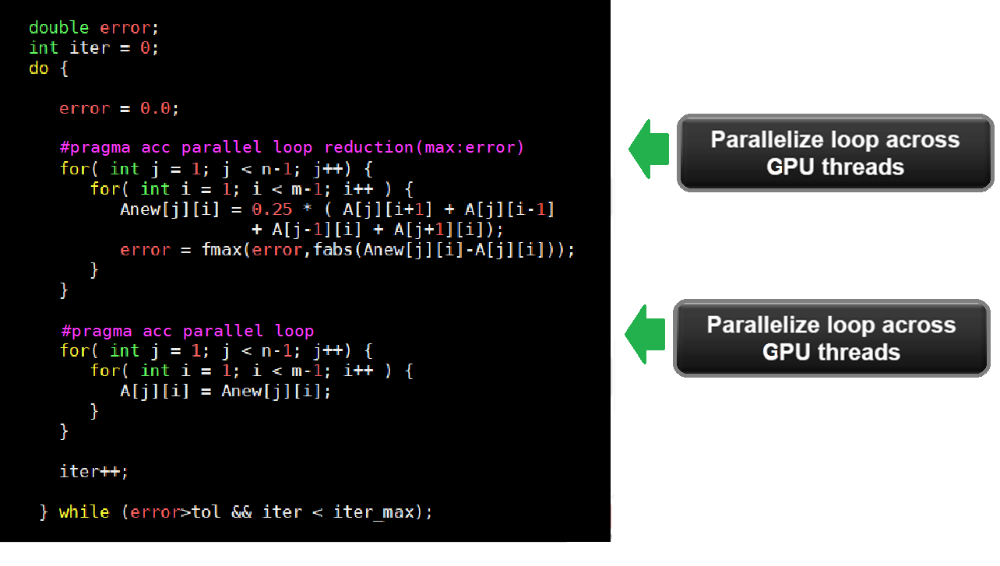 double error;
int iter = 0;
do {
error = 0.0;
#pragma acc parallel loop reduction(max:error)
for( int j = 1; j < n-1; j++) {
for( int i = 1; i < m-1; i++ ) {
Anew[j][i] = 0.25 * ( A[j][i+1] + A[j][i-1]
+ A[j-1][i] + A[j+1][i]);
error = fmax(error,fabs(Anew[j][i]-A[j][i]));
}
}
#pragma acc parallel loop
for( int j = 1; j < n-1; j++) {
for( int i = 1; i < m-1; i++ ) {
A[j][i] = Anew[j][i];
}
}
iter++;
} while (error>tol && iter < iter_max);
Parallelize loop across
GPU threads
Parallelize loop across
GPU threads